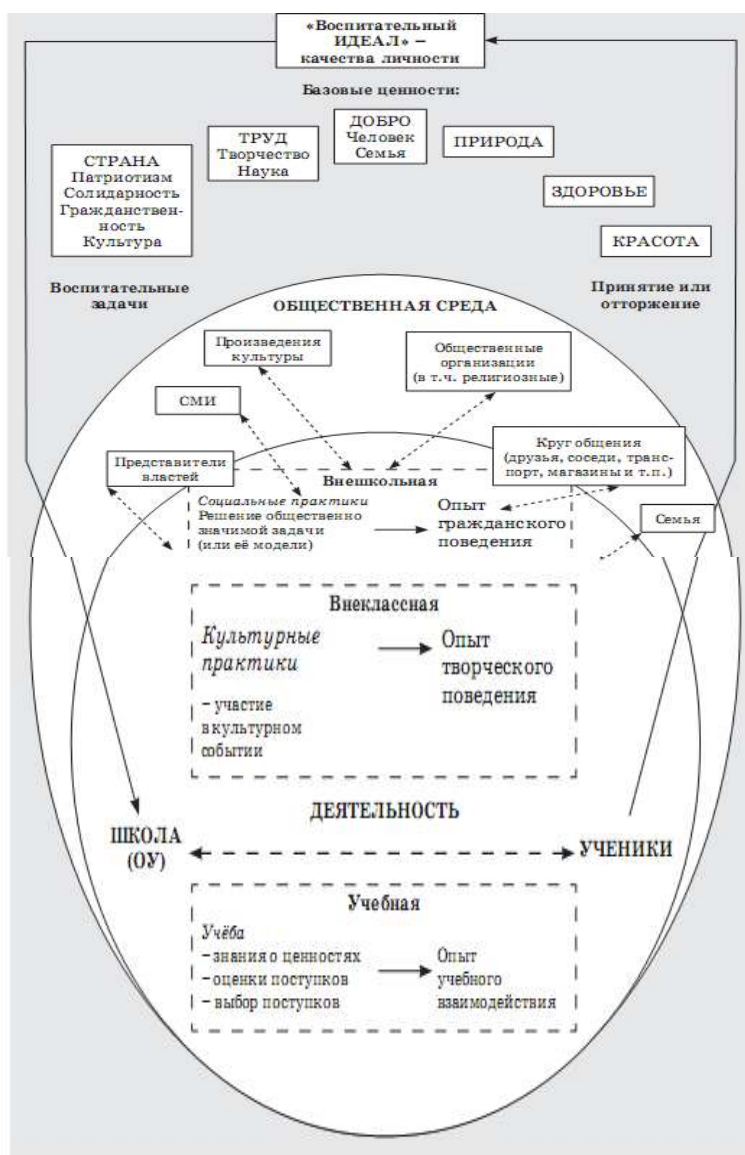 «Воспитательный
ИДЕАЛ» –
качества личности
Базовые ценности:
СТРАНА
Патриотизм
Солидарность
Гражданствен-
ность
Культура
ТРУД
Творчество
Наука
ДОБРО
Человек
Семья
ПРИРОДА
ЗДОРОВЬЕ
КРАСОТА
Воспитательные
задачи
Принятие или
отторжение
ОБЩЕСТВЕННАЯ СРЕДА
Произведения
культуры
Общественные
организации
(в т.ч. религиозные)
СМИ
Представители
властей
Круг общения
(друзья, соседи, транс-
порт, магазины и т.п.)
Семья
Внешкольная
Социальные практики
Решение общественно
значимой задачи
(или её модели)
Опыт
гражданского
поведения
Внеклассная
Культурные
практики
– участие
в культурном
событии
Опыт
творческого
поведения
ДЕЯТЕЛЬНОСТЬ
ШКОЛА
(ОУ)
УЧЕНИКИ
Учебная
Учёба
– знания о ценностях
– оценки поступков
– выбор поступков
Опыт
учебного
взаимодействия